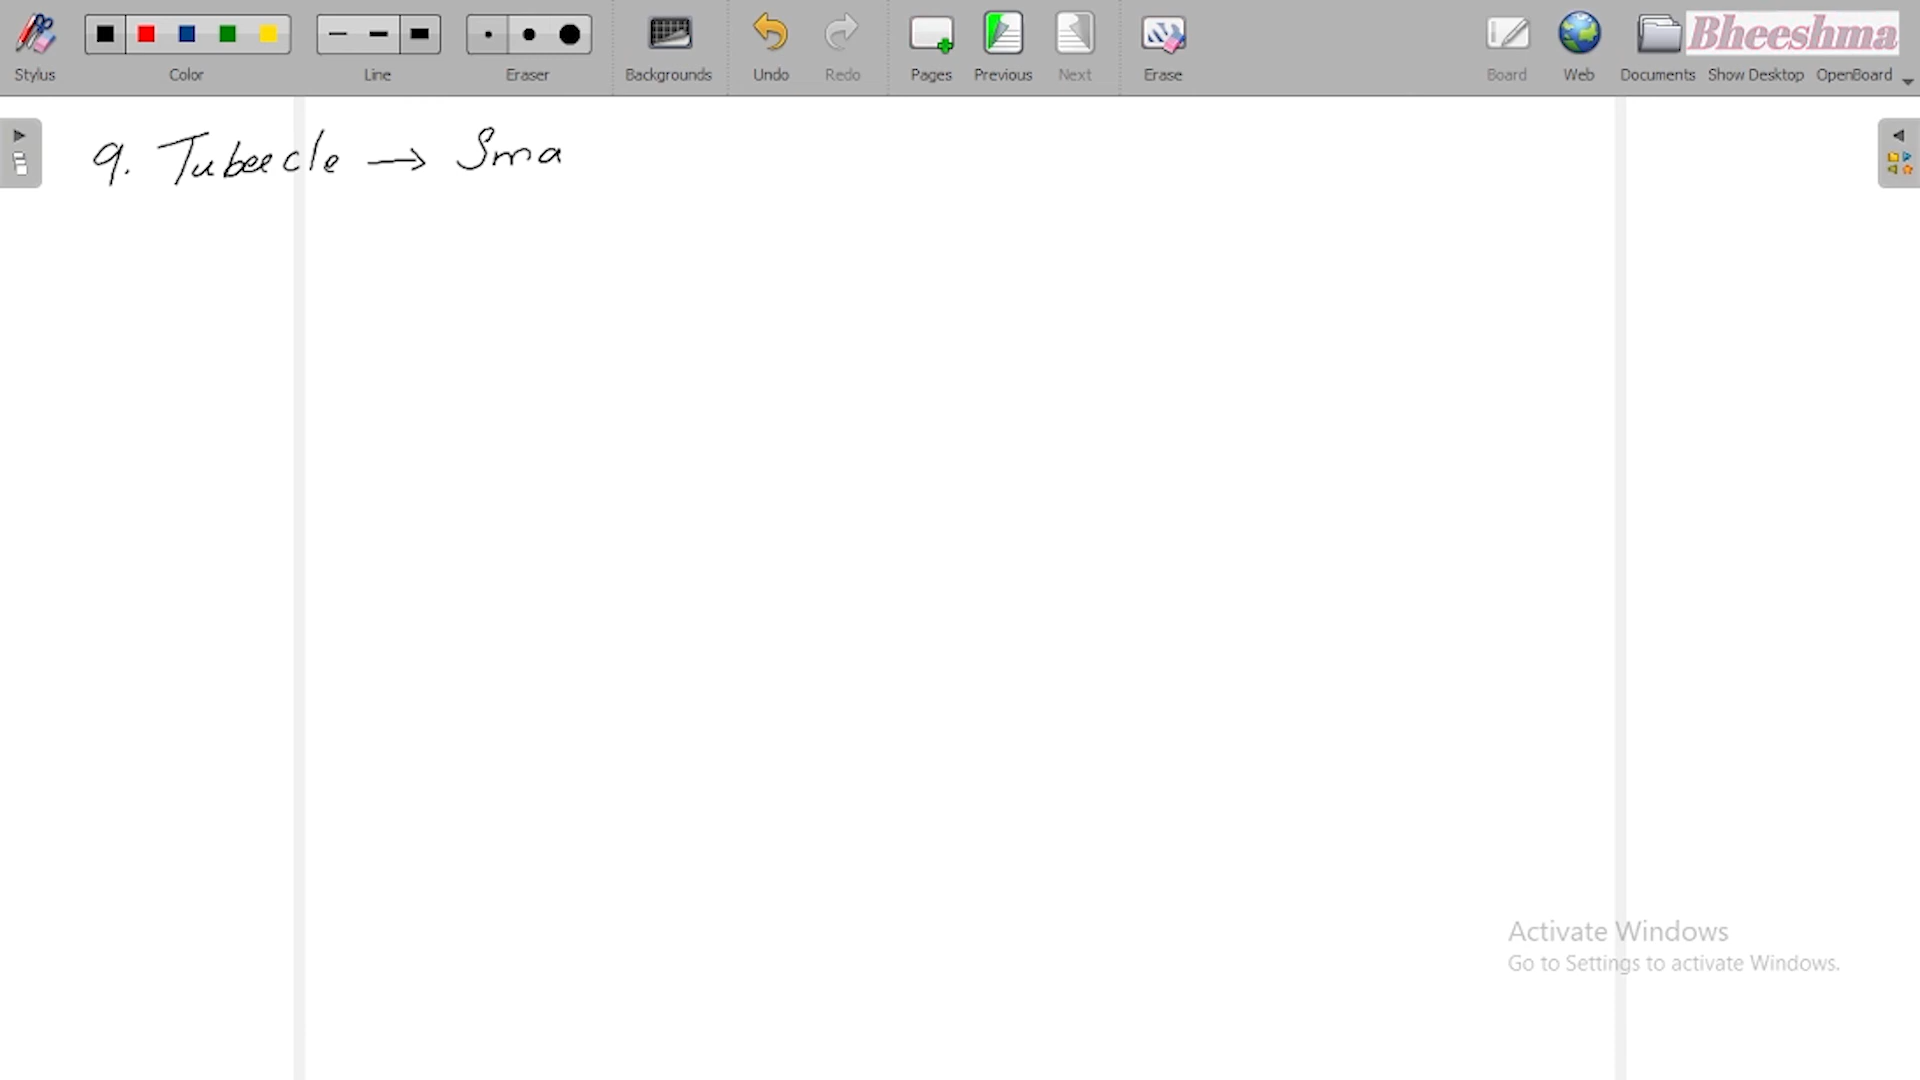 Bheeshma
Stylus Color Line Eraser Backgrounds Undo Redo Pages Previous Next Erase Board Web Documents Show Desktop OpenBoard
9. Tubercle → Sma
Activate Windows
Go to Settings to activate Windows.